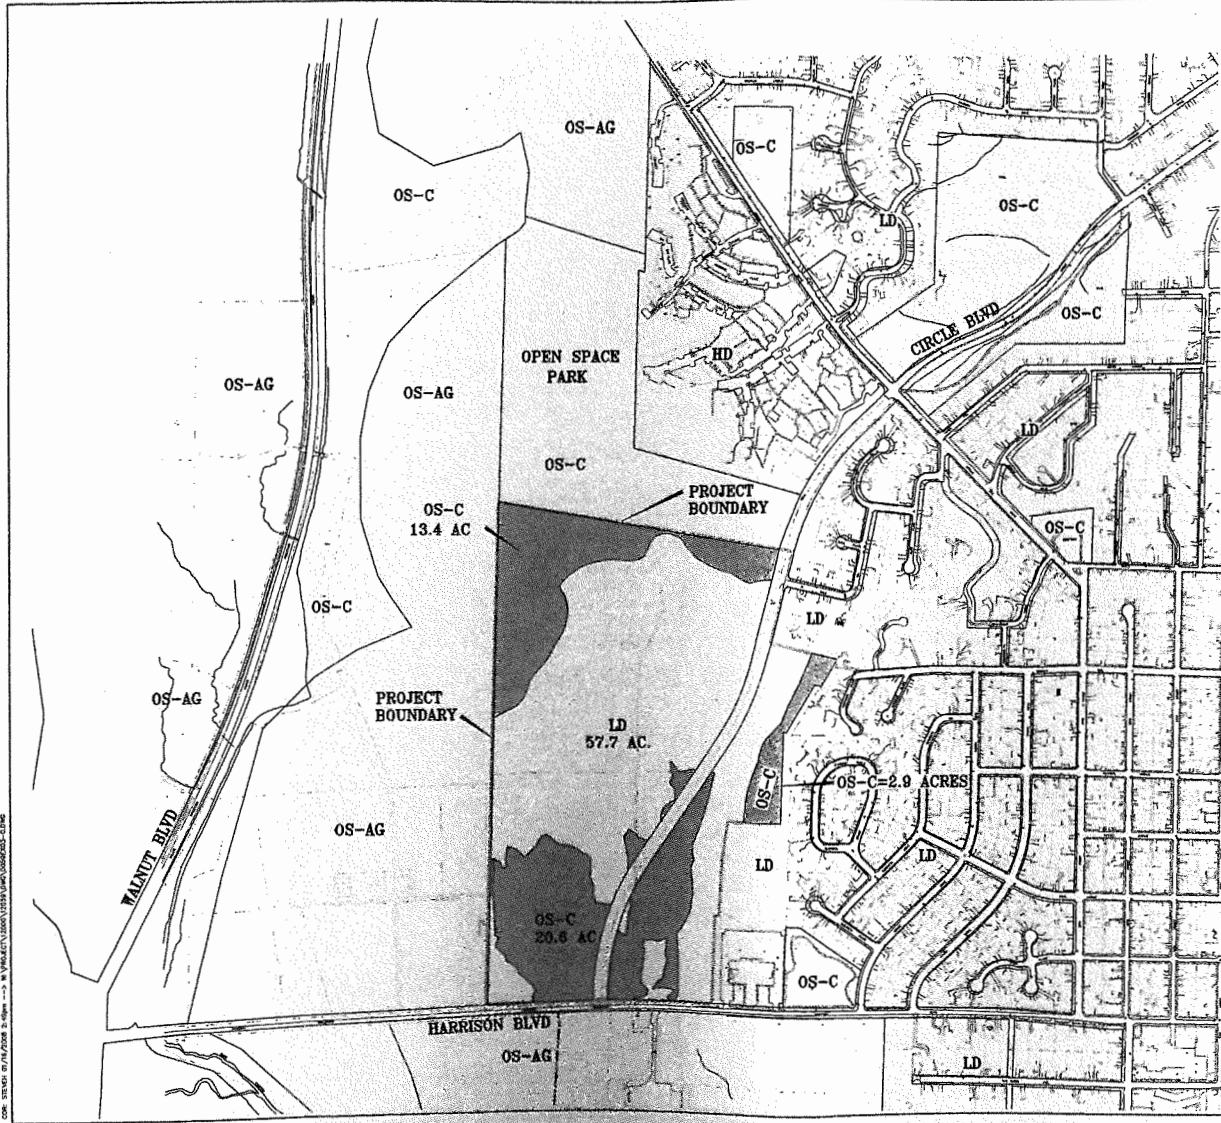 OS-AG
OS-C
OS-C
OS-C
LD
OS-C
CIRCLE BLVD
OPEN SPACE
PARK
HD
OS-AG
OS-AG
LD
OS-C
PROJECT
BOUNDARY
OS-C
13.4 AC
OS-C
OS-C
LD
OS-AG
PROJECT
BOUNDARY
LD
57.7 AC.
OS-C
OS-C=2.9 ACRES
WALNUT BLVD
OS-AG
LD
LD
OS-C
20.6 AC
OS-C
HARRISON BLVD
OS-AG
LD